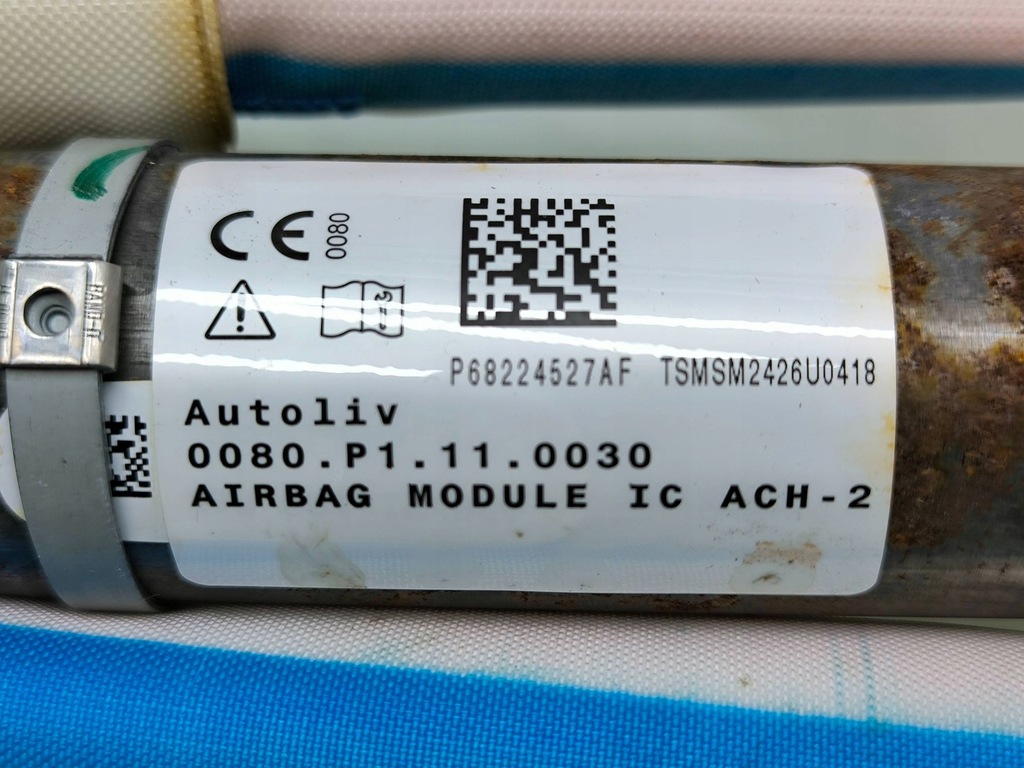 CE 0080
P68224527AF TSMSM2426U0418
Autoliv
0080.P1.11.0030
AIRBAG MODULE IC ACH-2